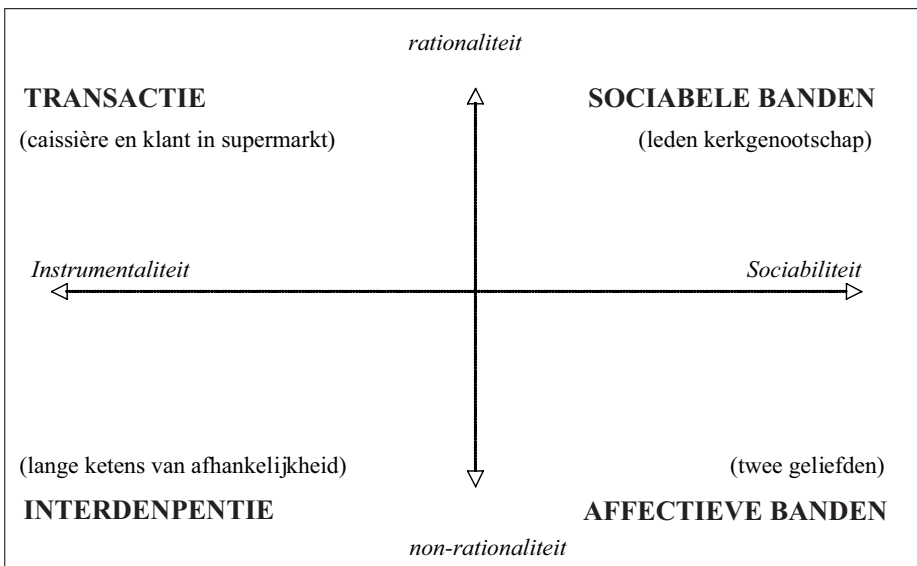 rationaliteit
TRANSACTIE
SOCIABELE BANDEN
(caissière en klant in supermarkt)
(leden kerkgenootschap)
Instrumentaliteit
Sociabiliteit
(lange ketens van afhankelijkheid)
(twee geliefden)
INTERDENPENTIE
AFFECTIEVE BANDEN
non-rationaliteit